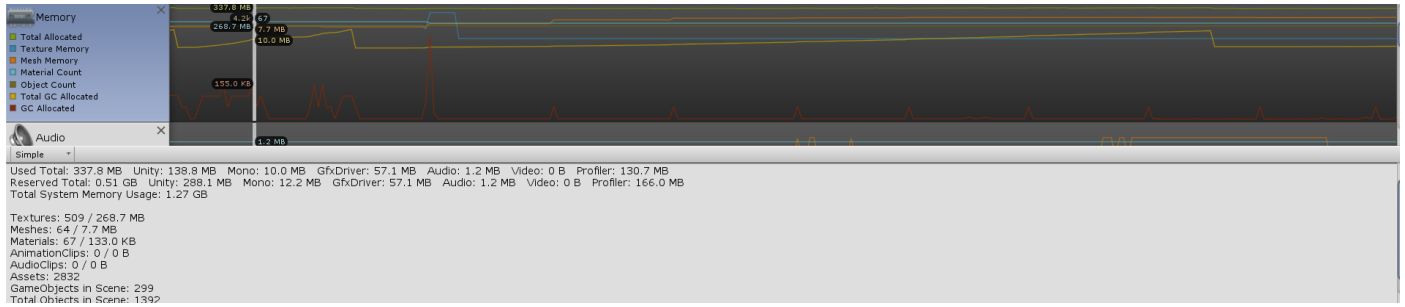 Memory
Total Allocated
Texture Memory
Mesh Memory
Material Count
Object Count
Total GC Allocated
GC Allocated
337.8 MB
4.2k
67
268.7 MB
7.7 MB
10.0 MB
155.0 KB
Audio
1.2 MB
Simple
Used Total: 337.8 MB Unity: 138.8 MB Mono: 10.0 MB GfxDriver: 57.1 MB Audio: 1.2 MB Video: 0 B Profiler: 130.7 MB
Reserved Total: 0.51 GB Unity: 288.1 MB Mono: 12.2 MB GfxDriver: 57.1 MB Audio: 1.2 MB Video: 0 B Profiler: 166.0 MB
Total System Memory Usage: 1.27 GB
Textures: 509 / 268.7 MB
Meshes: 64 / 7.7 MB
Materials: 67 / 133.0 KB
AnimationClips: 0 / 0 B
AudioClips: 0 / 0 B
Assets: 2832
GameObjects in Scene: 299
Total Objects in Scene: 1392